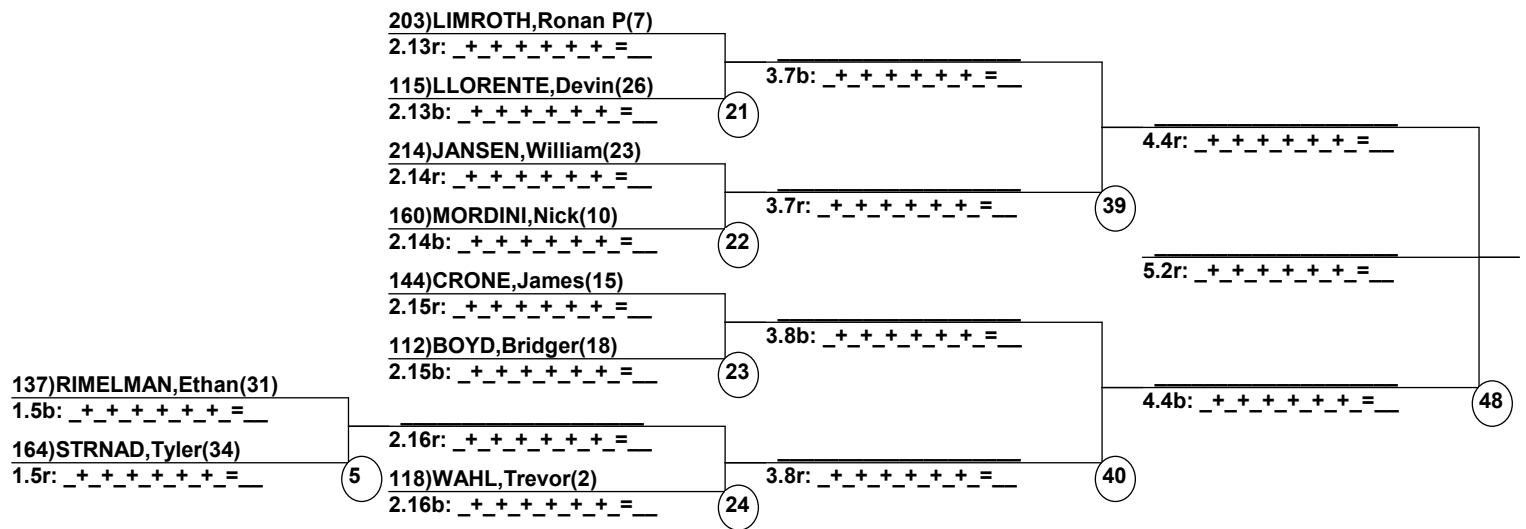 203)LIMROTH,Ronan P(7)
2.13r: _+_+_+_+_+_=__
115)LLORENTE,Devin(26)
2.13b: _+_+_+_+_+_=__
21
214)JANSEN,William(23)
2.14r: _+_+_+_+_+_=__
160)MORDINI,Nick(10)
2.14b: _+_+_+_+_+_=__
22
144)CRONE,James(15)
2.15r: _+_+_+_+_+_=__
112)BOYD,Bridger(18)
2.15b: _+_+_+_+_+_=__
23
137)RIMELMAN,Ethan(31)
1.5b: _+_+_+_+_+_=__
164)STRNAD,Tyler(34)
1.5r: _+_+_+_+_+_=__
5
2.16r: _+_+_+_+_+_=__
118)WAHL,Trevor(2)
2.16b: _+_+_+_+_+_=__
24
3.7b: _+_+_+_+_+_=__
3.7r: _+_+_+_+_+_=__
39
3.8b: _+_+_+_+_+_=__
3.8r: _+_+_+_+_+_=__
40
4.4r: _+_+_+_+_+_=__
5.2r: _+_+_+_+_+_=__
4.4b: _+_+_+_+_+_=__
48